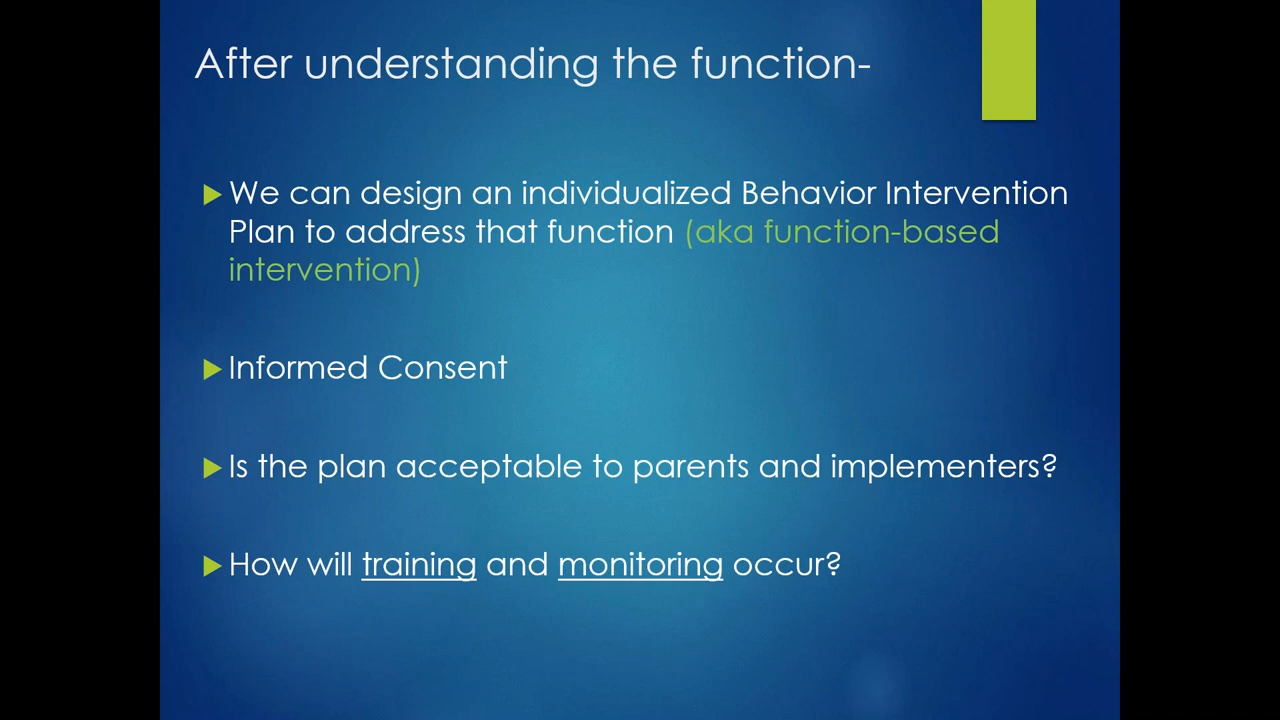 After understanding the function-
We can design an individualized Behavior Intervention
Plan to address that function (aka function-based
intervention)
Informed Consent
Is the plan acceptable to parents and implementers?
How will training and monitoring occur?